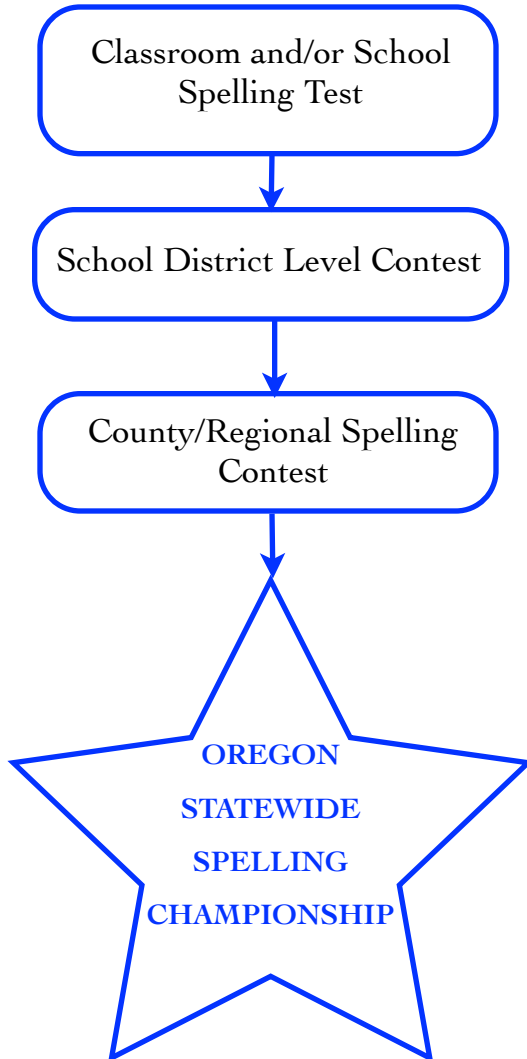 Classroom and/or School
Spelling Test
School District Level Contest
County/Regional Spelling
Contest
OREGON
STATEWIDE
SPELLING
CHAMPIONSHIP